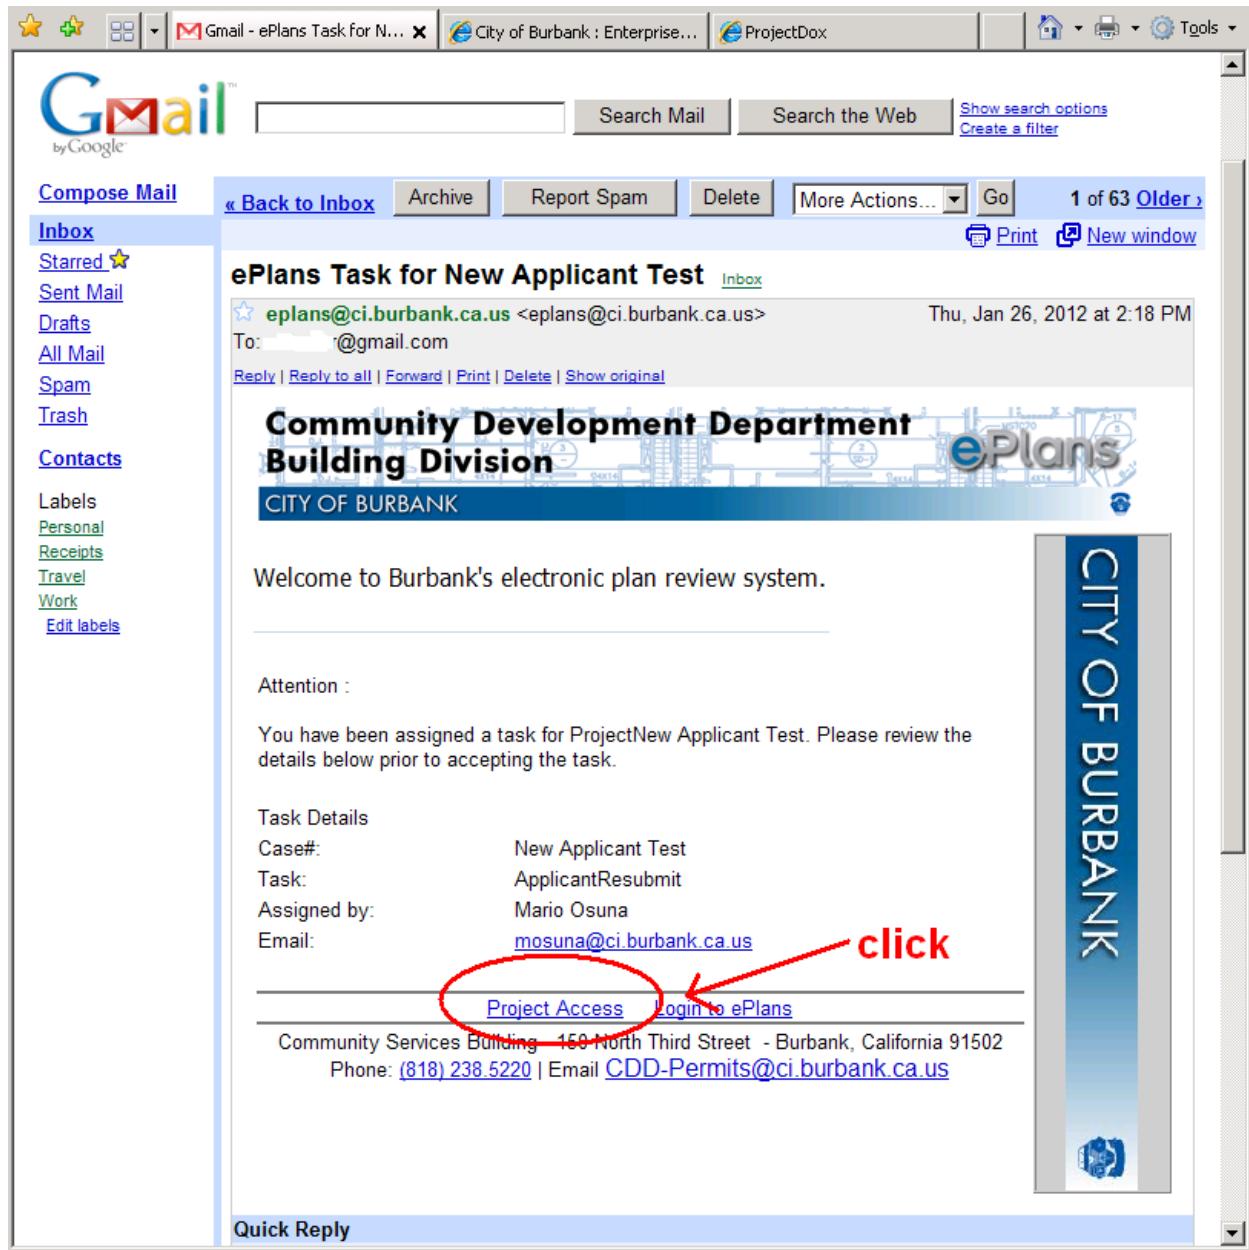 Gmail - ePlans Task for N...
City of Burbank : Enterprise...
ProjectDox
Tools
Gmail
by Google
TM
Search Mail
Search the Web
Show search options
Create a filter
Compose Mail
Inbox
Starred
Sent Mail
Drafts
All Mail
Spam
Trash
Contacts
Labels
Personal
Receipts
Travel
Work
Edit labels
« Back to Inbox
Archive
Report Spam
Delete
More Actions...
Go
1 of 63 Older ›
Print
New window
ePlans Task for New Applicant Test Inbox
eplans@ci.burbank.ca.us <eplans@ci.burbank.ca.us>
Thu, Jan 26, 2012 at 2:18 PM
To: r@gmail.com
Reply | Reply to all | Forward | Print | Delete | Show original
Community Development Department
Building Division
ePlans
CITY OF BURBANK
CITY OF BURBANK
Welcome to Burbank's electronic plan review system.
Attention :
You have been assigned a task for ProjectNew Applicant Test. Please review the
details below prior to accepting the task.
Task Details
Case#: New Applicant Test
Task: ApplicantResubmit
Assigned by: Mario Osuna
Email: mosuna@ci.burbank.ca.us
click
Project Access Login to ePlans
Community Services Building - 150 North Third Street - Burbank, California 91502
Phone: (818) 238.5220 | Email CDD-Permits@ci.burbank.ca.us
Quick Reply